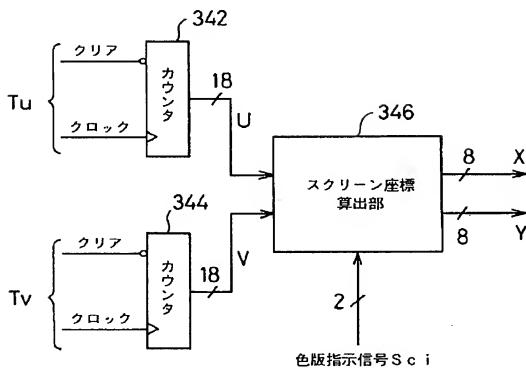 342
クリア
Tu
クロック
カウンタ
18
U
344
クリア
Tv
クロック
カウンタ
18
V
346
スクリーン座標
算出部
8
X
8
Y
2
色版指示信号Sci